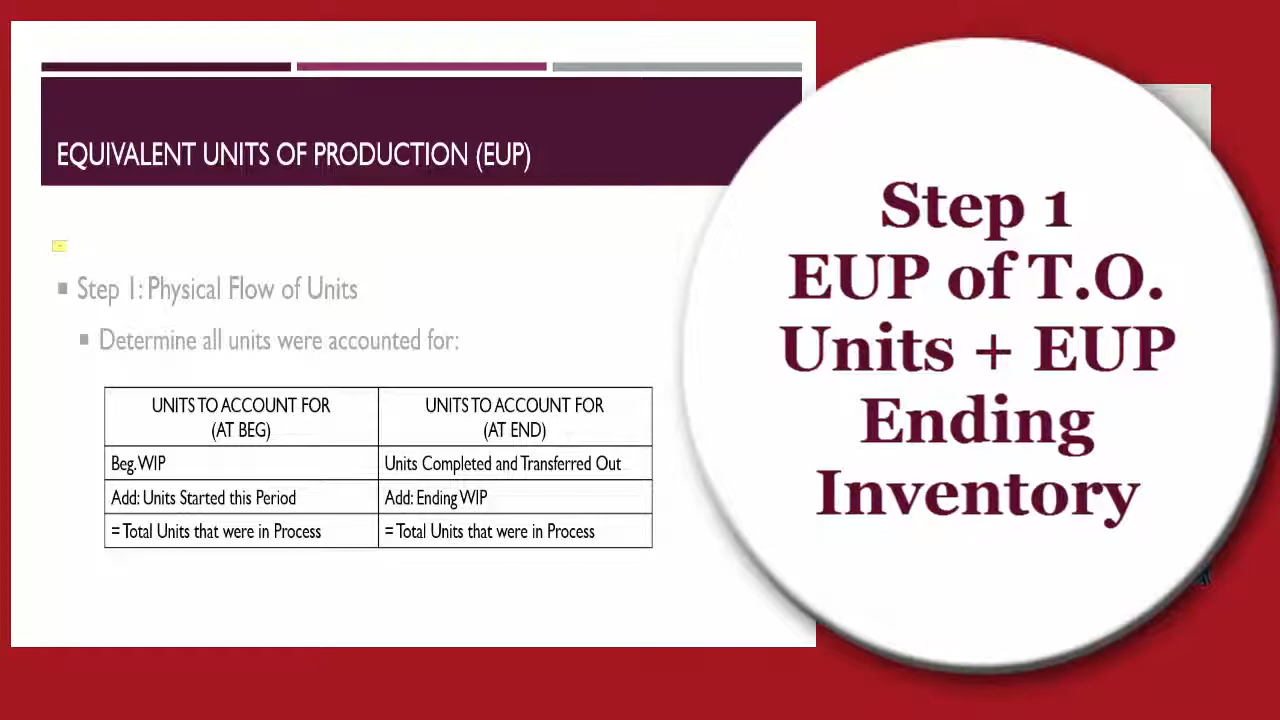 EQUIVALENT UNITS OF PRODUCTION (EUP)
Step 1: Physical Flow of Units
Determine all units were accounted for:
UNITS TO ACCOUNT FOR
(AT BEG)
UNITS TO ACCOUNT FOR
(AT END)
Beg. WIP
Units Completed and Transferred Out
Add: Units Started this Period
Add: Ending WIP
= Total Units that were in Process
= Total Units that were in Process
Step 1
EUP of T.O.
Units + EUP
Ending
Inventory